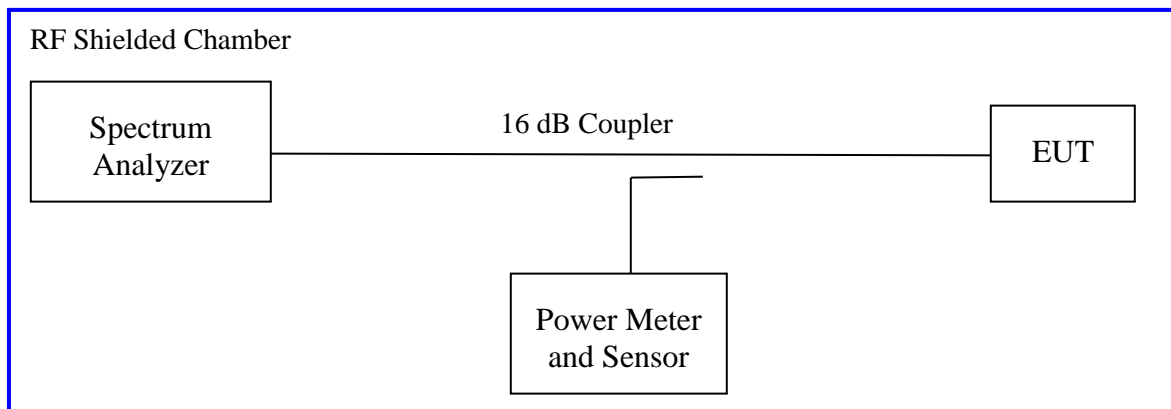 RF Shielded Chamber
Spectrum
Analyzer
16 dB Coupler
EUT
Power Meter
and Sensor